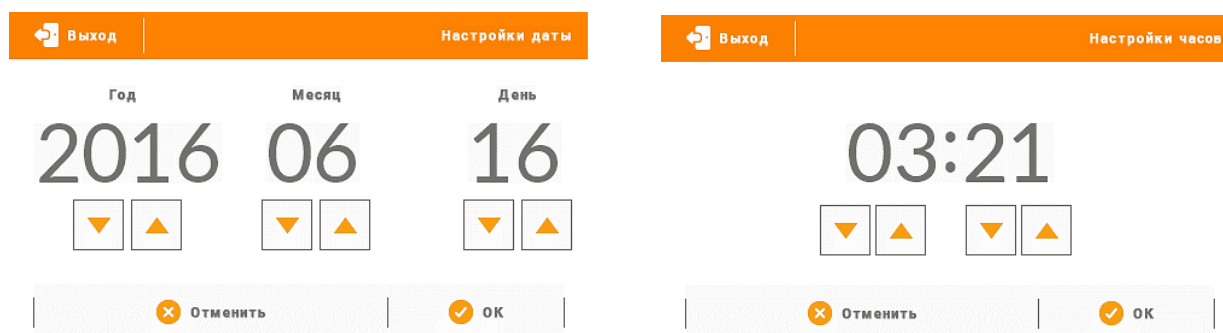 Выход
Настройки даты
Год
Месяц
День
2016
06
16
Отменить
OK
Выход
Настройки часов
03:21
Отменить
OK